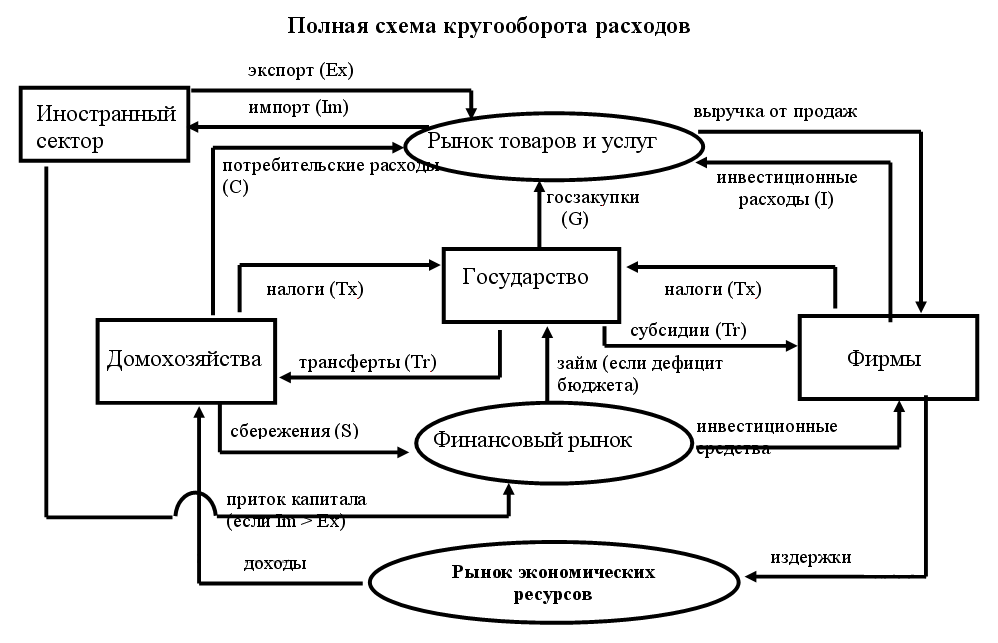 Полная схема кругооборота расходов
экспорт (Ex)
Иностранный
сектор
импорт (Im)
выручка от продаж
Рынок товаров и услуг
потребительские расходы
(C)
инвестиционные
расходы (I)
госзакупки
(G)
Государство
налоги (Tx)
налоги (Tx)
субсидии (Tr)
Домохозяйства
трансферты (Tr)
займ (если дефицит
бюджета)
Фирмы
сбережения (S)
Финансовый рынок
инвестиционные
средства
приток капитала
(если Im > Ex)
доходы
Рынок экономических
ресурсов
издержки